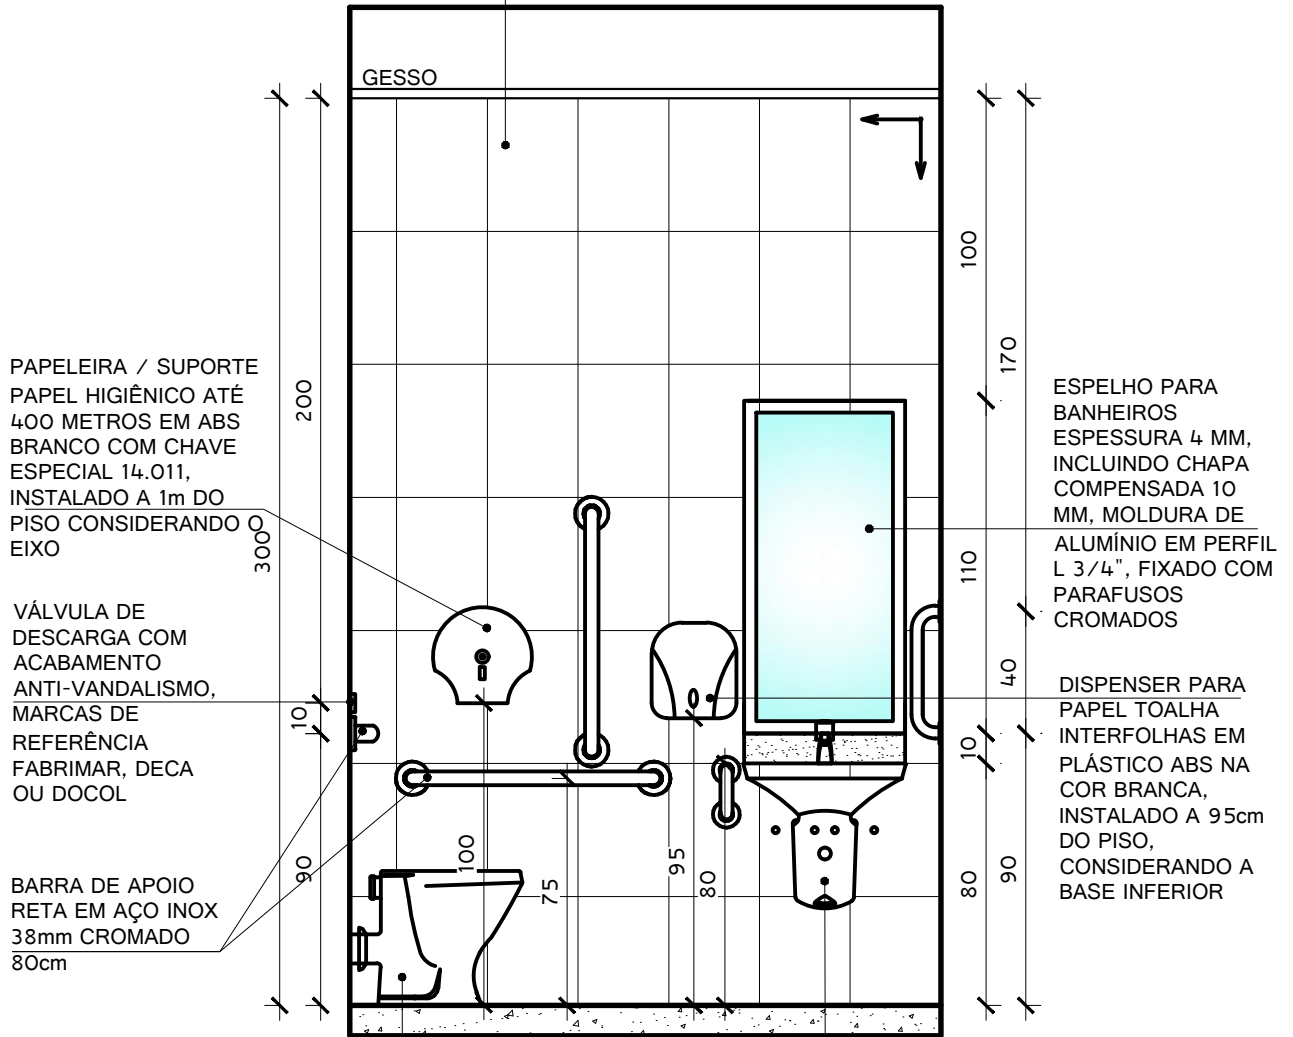 GESSO
PAPELEIRA / SUPORTE
PAPEL HIGIÊNICO ATÉ
400 METROS EM ABS
BRANCO COM CHAVE
ESPECIAL 14.011,
INSTALADO A 1m DO
PISO CONSIDERANDO O
EIXO
VÁLVULA DE
DESCARGA COM
ACABAMENTO
ANTI-VANDALISMO,
MARCAS DE
REFERÊNCIA
FABRIMAR, DECA
OU DOCOL
BARRA DE APOIO
RETA EM AÇO INOX
38mm CROMADO
80cm
300
200
10
90
100
75
95
80
100
110
10
80
170
40
90
ESPELHO PARA
BANHEIROS
ESPESSURA 4 MM,
INCLUINDO CHAPA
COMPENSADA 10
MM, MOLDURA DE
ALUMÍNIO EM PERFIL
L 3/4", FIXADO COM
PARAFUSOS
CROMADOS
DISPENSER PARA
PAPEL TOALHA
INTERFOLHAS EM
PLÁSTICO ABS NA
COR BRANCA,
INSTALADO A 95cm
DO PISO,
CONSIDERANDO A
BASE INFERIOR